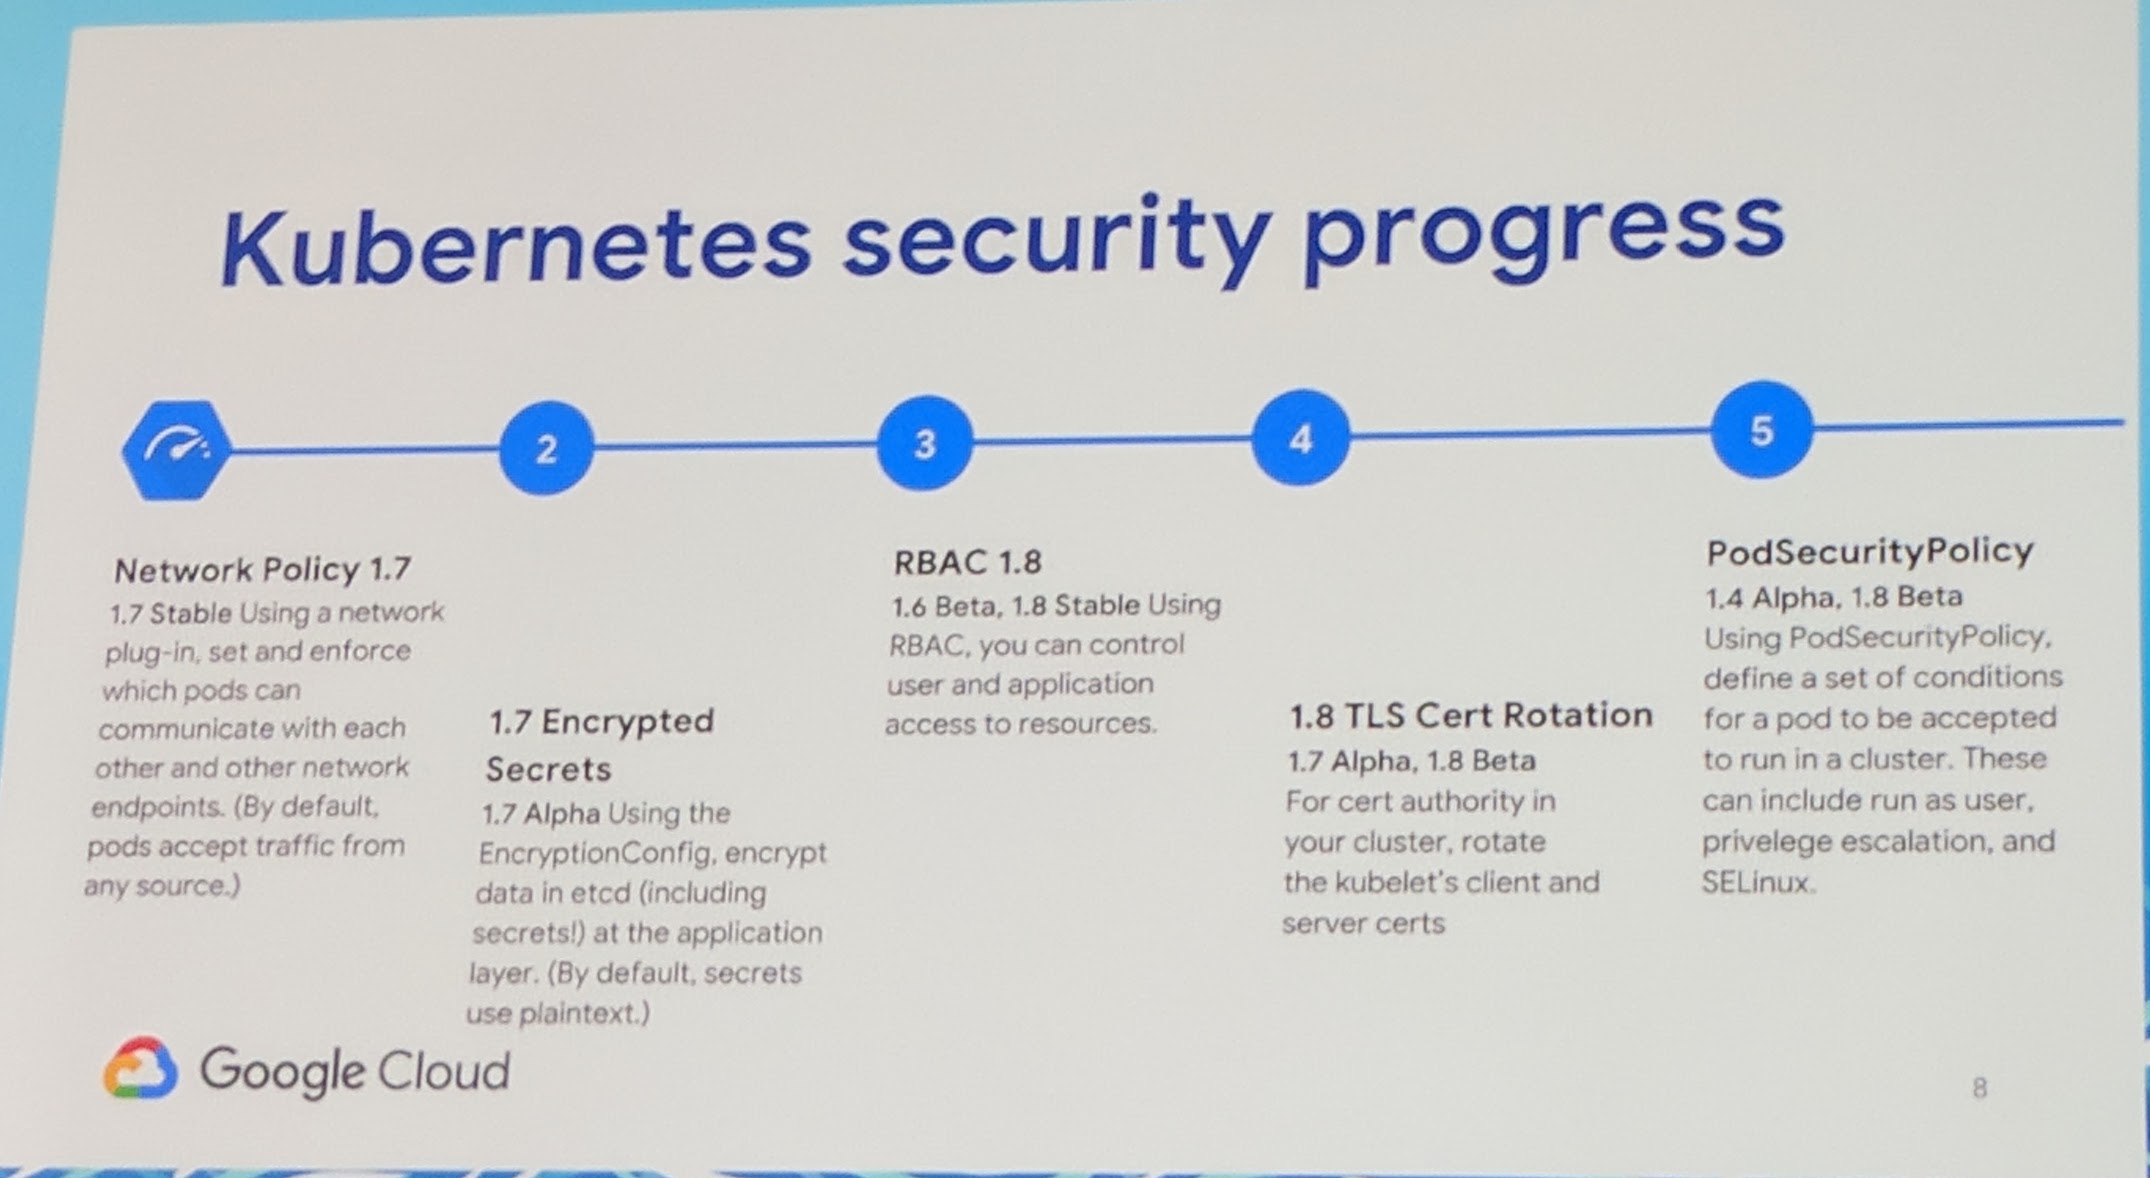 Kubernetes security progress
2
3
4
5
Network Policy 1.7
1.7 Stable Using a network
plug-in, set and enforce
which pods can
communicate with each
other and other network
endpoints. (By default,
pods accept traffic from
any source.)
1.7 Encrypted
Secrets
1.7 Alpha Using the
EncryptionConfig, encrypt
data in etcd (including
secrets!) at the application
layer. (By default, secrets
use plaintext.)
RBAC 1.8
1.6 Beta, 1.8 Stable Using
RBAC, you can control
user and application
access to resources.
1.8 TLS Cert Rotation
1.7 Alpha, 1.8 Beta
For cert authority in
your cluster, rotate
the kubelet's client and
server certs
PodSecurityPolicy
1.4 Alpha, 1.8 Beta
Using PodSecurityPolicy,
define a set of conditions
for a pod to be accepted
to run in a cluster. These
can include run as user,
privelege escalation, and
SELinux.
Google Cloud
8